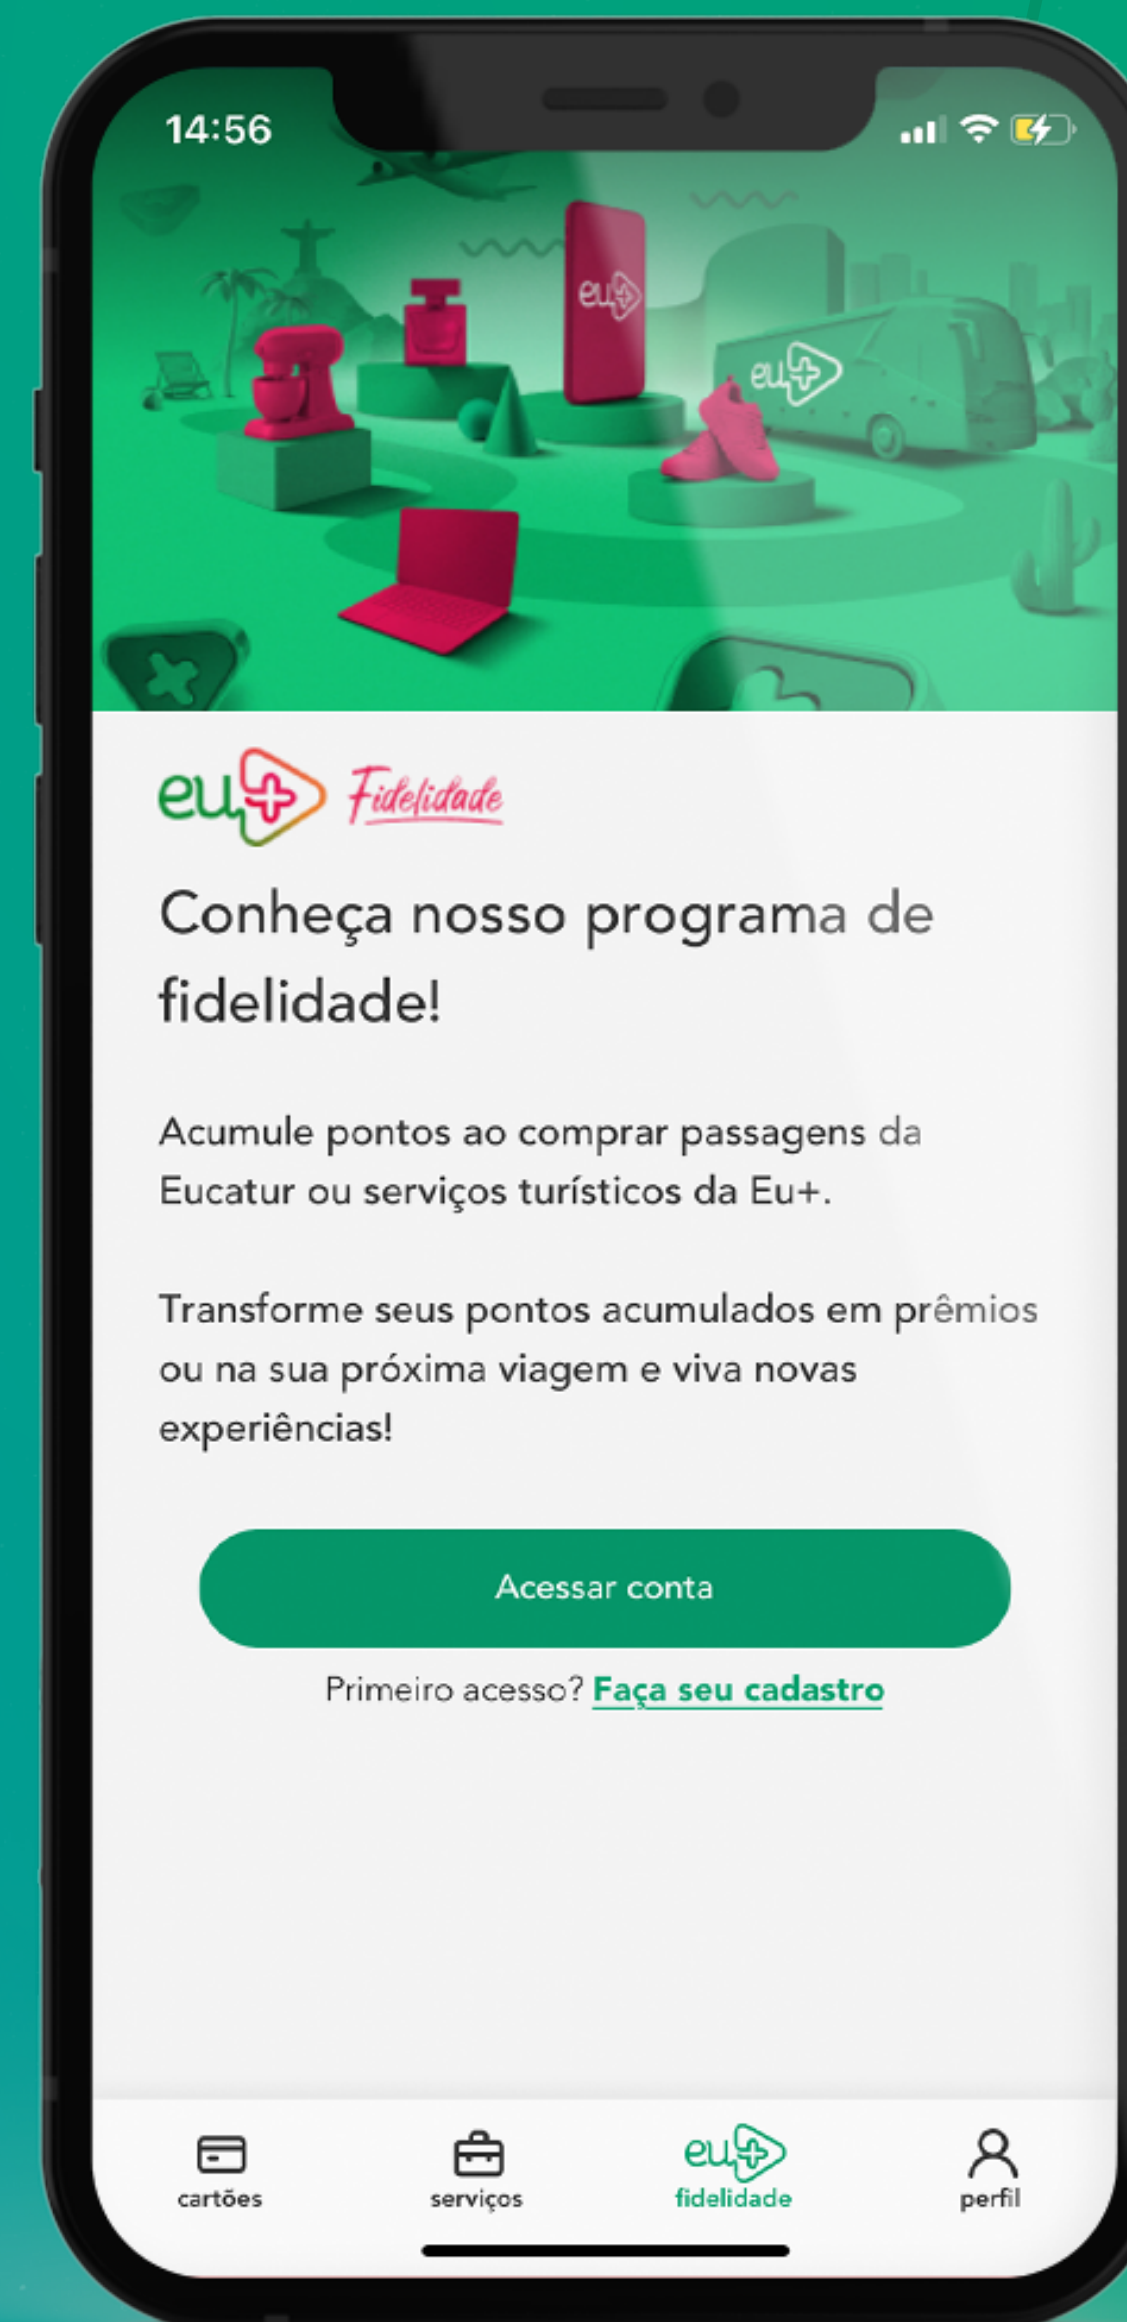 14:56
eu+
eu+
eu+ Fidelidade
Conheça nosso programa de
fidelidade!
Acumule pontos ao comprar passagens da
Eucatur ou serviços turísticos da Eu+.
Transforme seus pontos acumulados em prêmios
ou na sua próxima viagem e viva novas
experiências!
Acessar conta
Primeiro acesso? Faça seu cadastro
eu+
cartões serviços fidelidade perfil